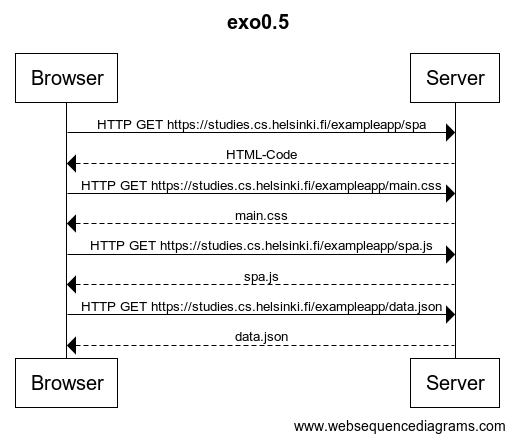 exo0.5
Browser Server
HTTP GET https://studies.cs.helsinki.fi/exampleapp/spa
HTML-Code
HTTP GET https://studies.cs.helsinki.fi/exampleapp/main.css
main.css
HTTP GET https://studies.cs.helsinki.fi/exampleapp/spa.js
spa.js
HTTP GET https://studies.cs.helsinki.fi/exampleapp/data.json
data.json
Browser Server
www.websequencediagrams.com